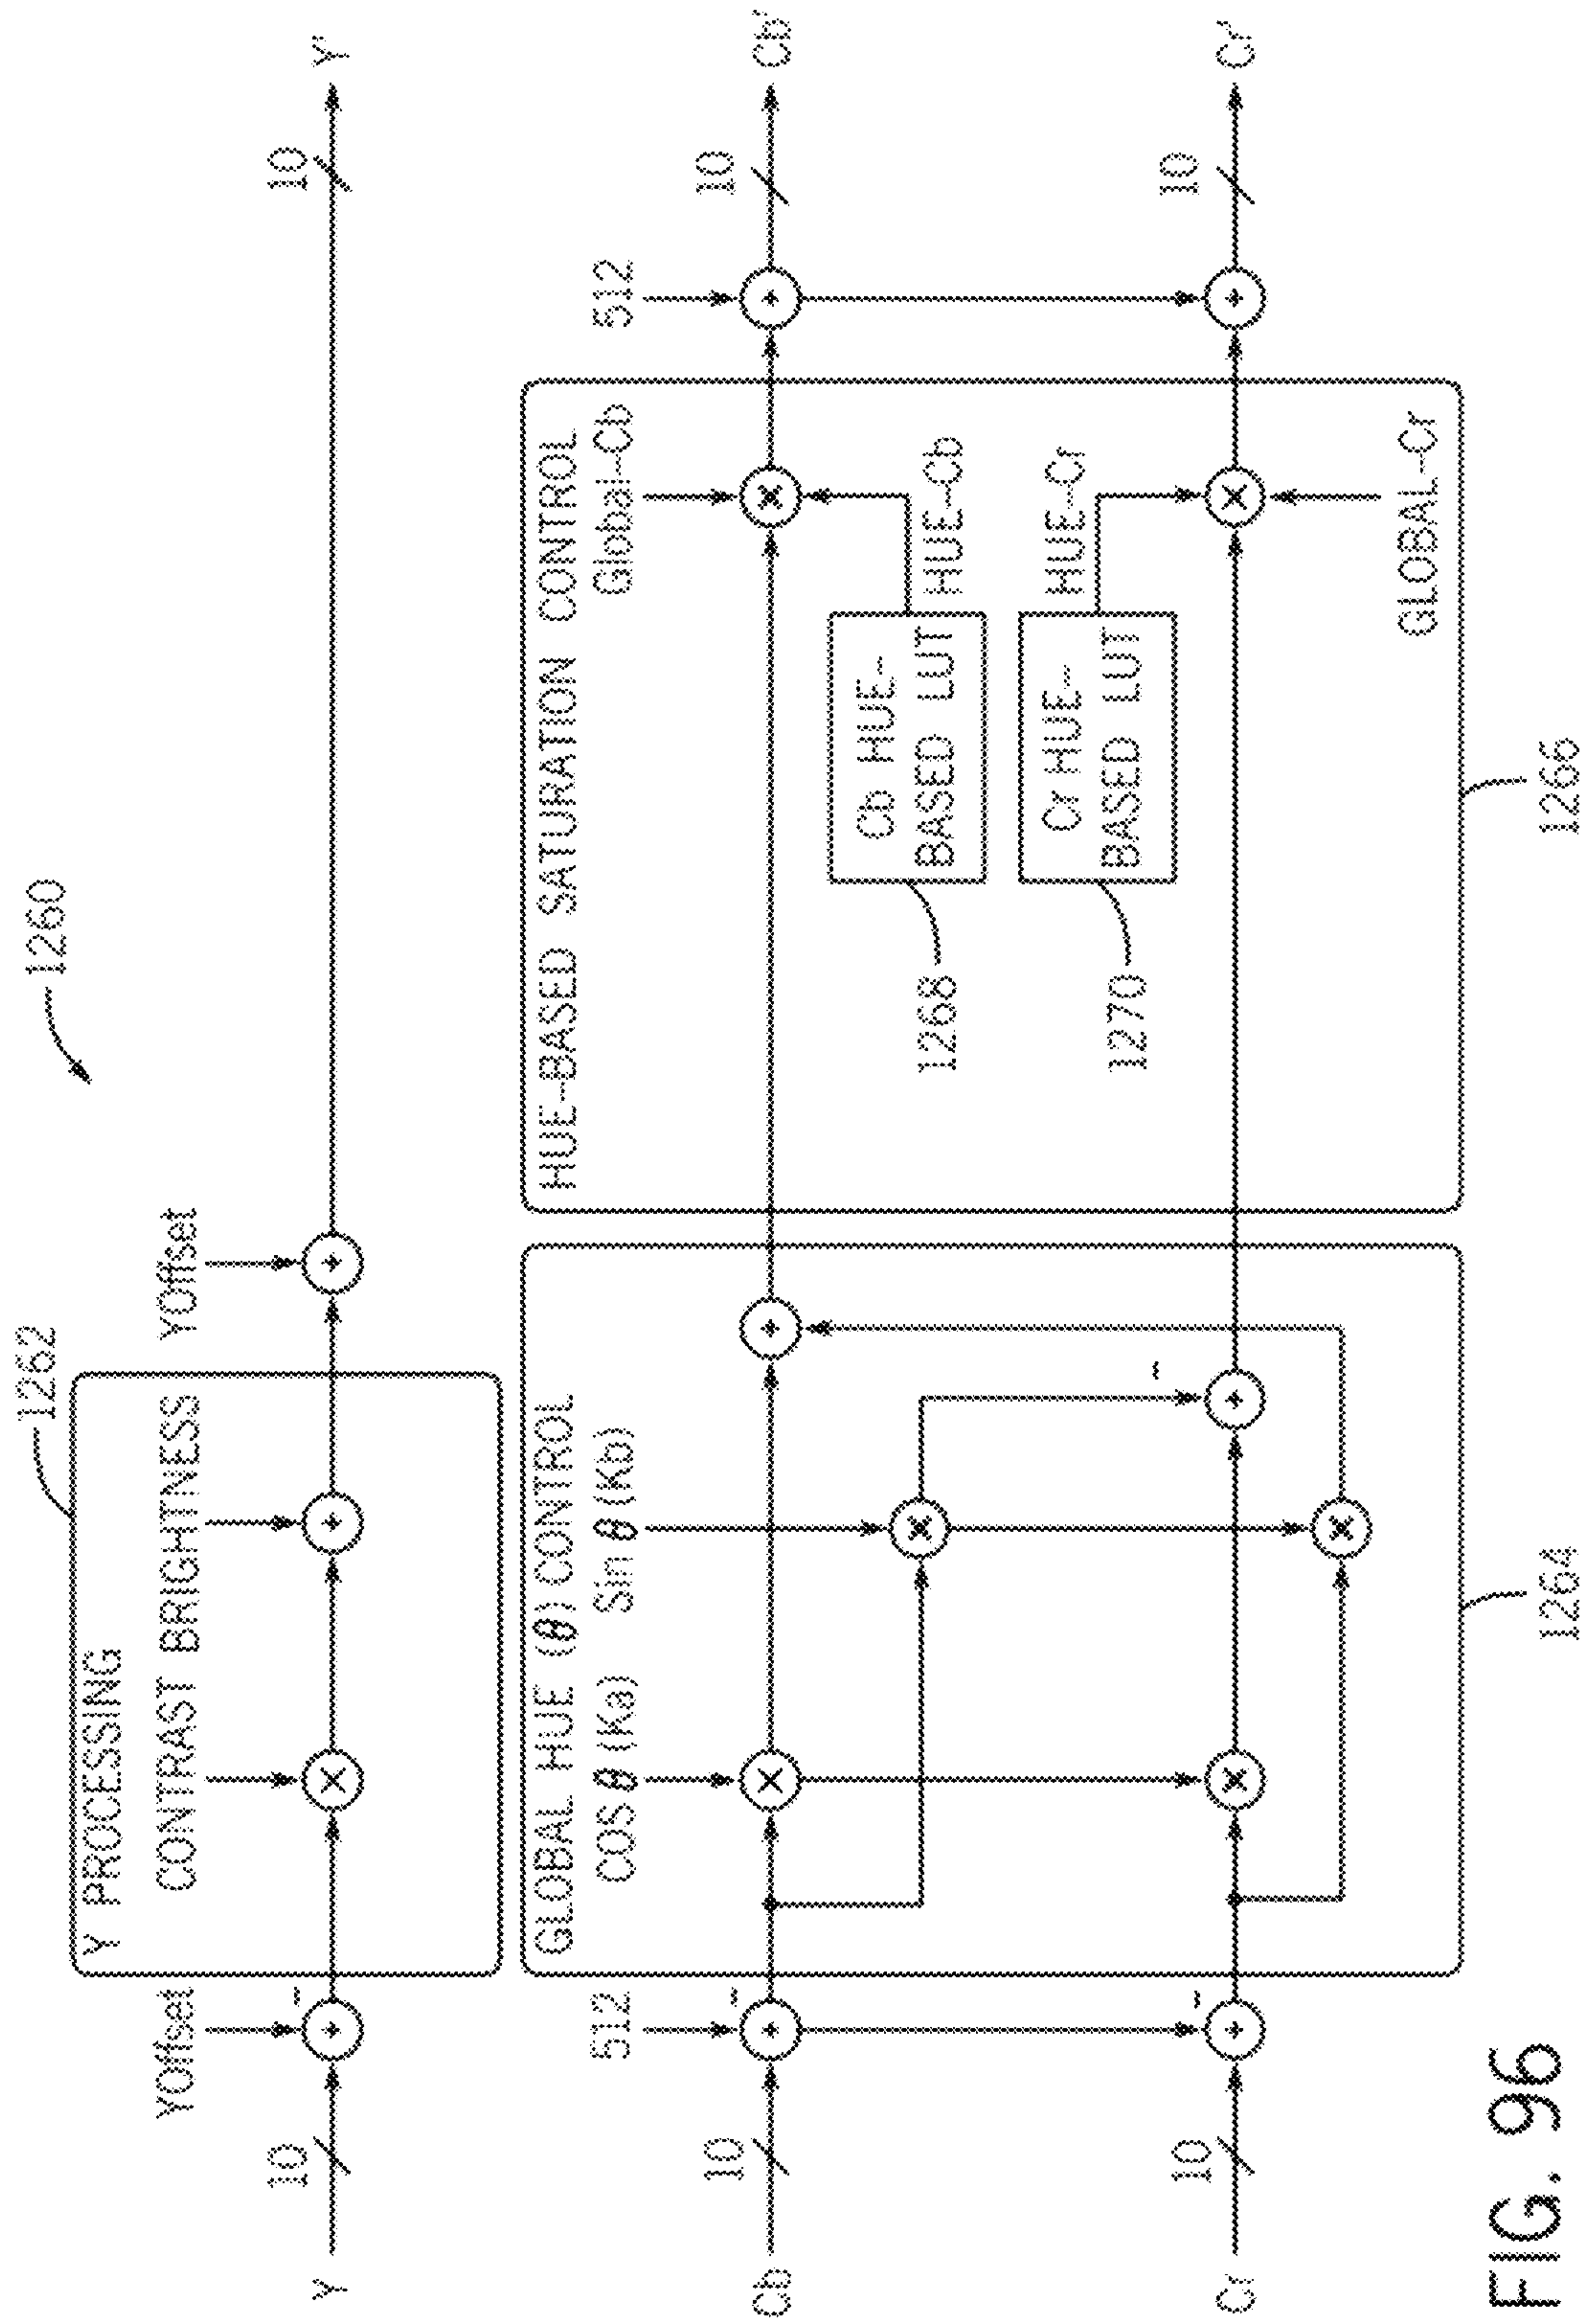 1260
1262
Y PROCESSING
YOffset
CONTRAST BRIGHTNESS
YOffset
10
10
Y
Y'
GLOBAL HUE (θ) CONTROL
HUE-BASED SATURATION CONTROL
512
COS θ (Ka)
Sin θ (Kb)
Global-Cb
512
-
-
10
10
Cb
Cb'
Cb HUE-
BASED LUT
HUE-Cb
1268
Cr HUE-
BASED LUT
HUE-Cr
1270
-
-
10
10
Cr
Cr'
GLOBAL-Cr
1264
1266
FIG. 96